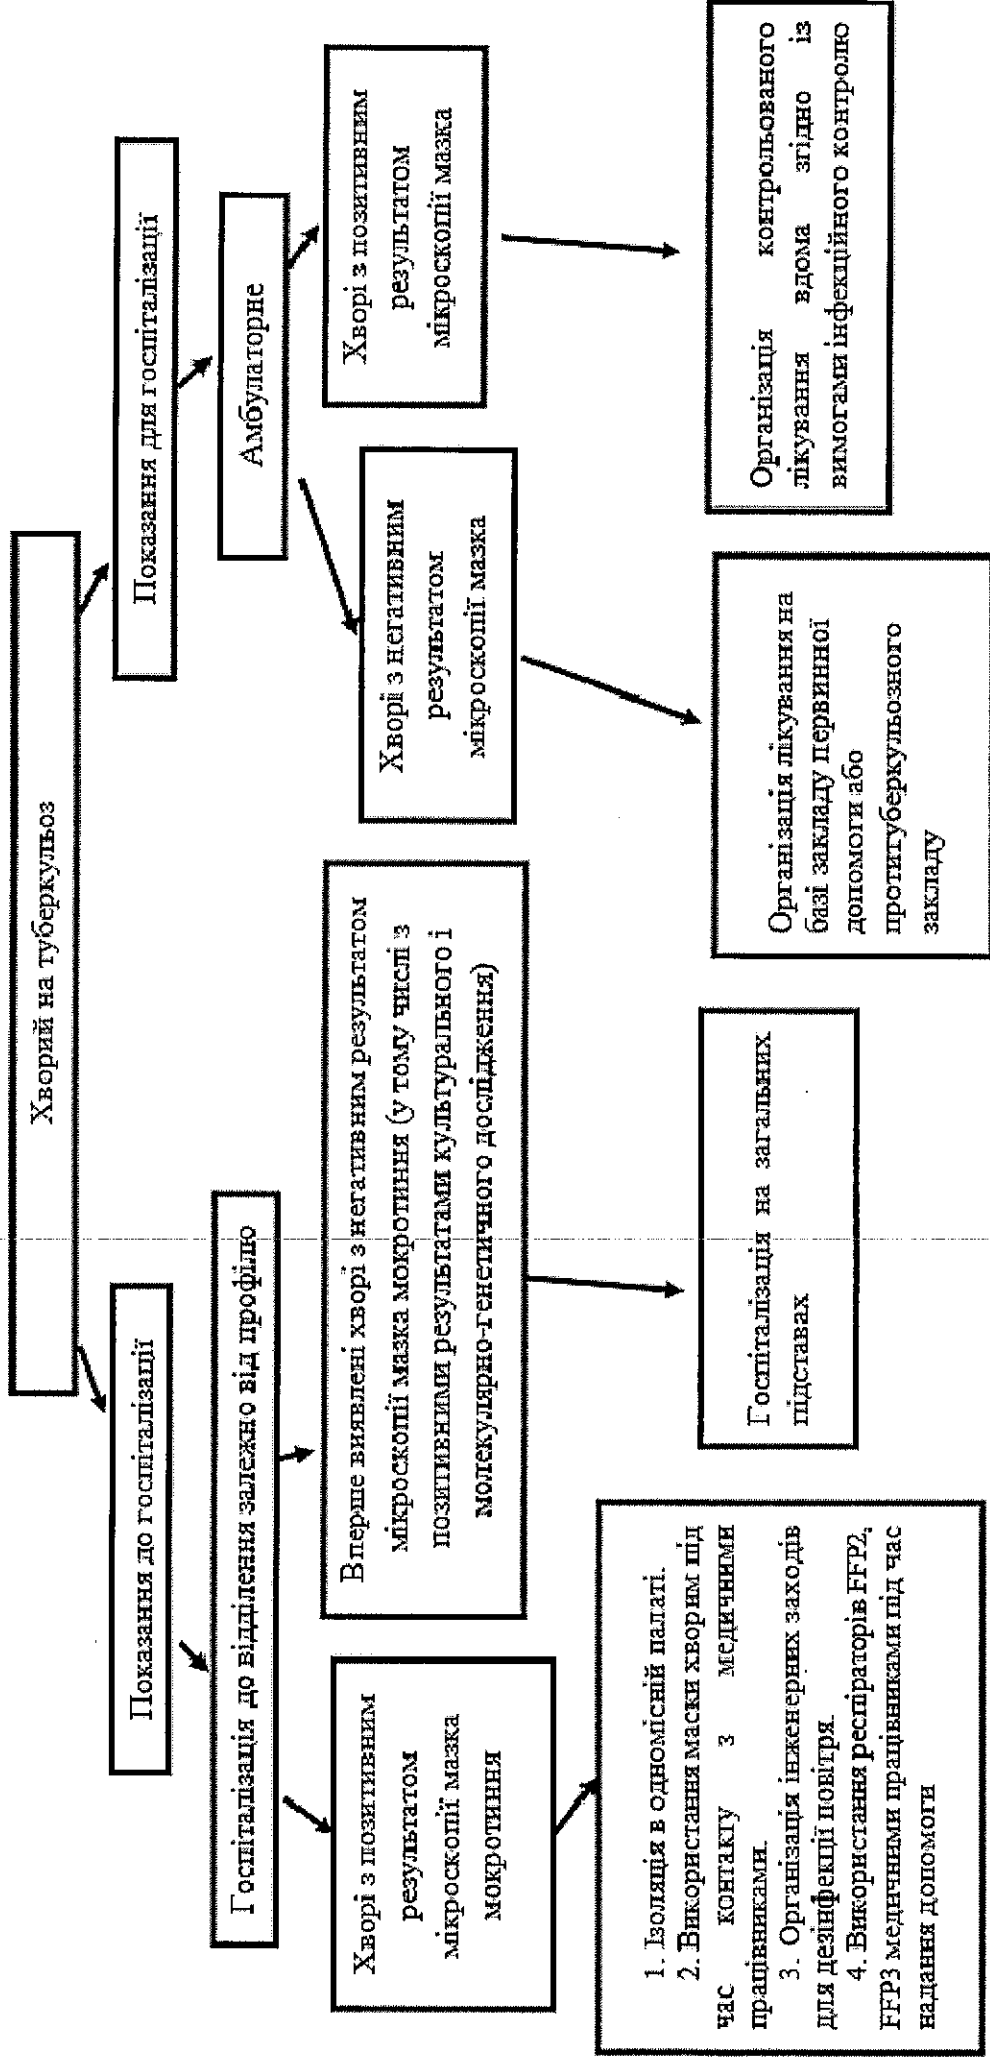 Хворий на туберкульоз
Показання до госпіталізації
Показання для госпіталізації
Госпіталізація до відділення залежно від профілю
Амбулаторне
Хворі з позитивним
результатом
мікроскопії мазка
мокротиння
Вперше виявлені хворі з негативним результатом
мікроскопії мазка мокротиння (у тому числі з
позитивними результатами культурального і
молекулярно-генетичного дослідження)
Хворі з негативним
результатом
мікроскопії мазка
Хворі з позитивним
результатом
мікроскопії мазка
1. Ізоляція в одномісній палаті.
2. Використання маски хворим під
час контакту з медичними
працівниками.
3. Організація інженерних заходів
для дезінфекції повітря.
4. Використання респіраторів FFP2,
FFP3 медичними працівниками під час
надання допомоги
Госпіталізація на загальних
підставах
Організація лікування на
базі закладу первинної
допомоги або
протитуберкульозного
закладу
Організація контрольованого
лікування вдома згідно із
вимогами інфекційного контролю